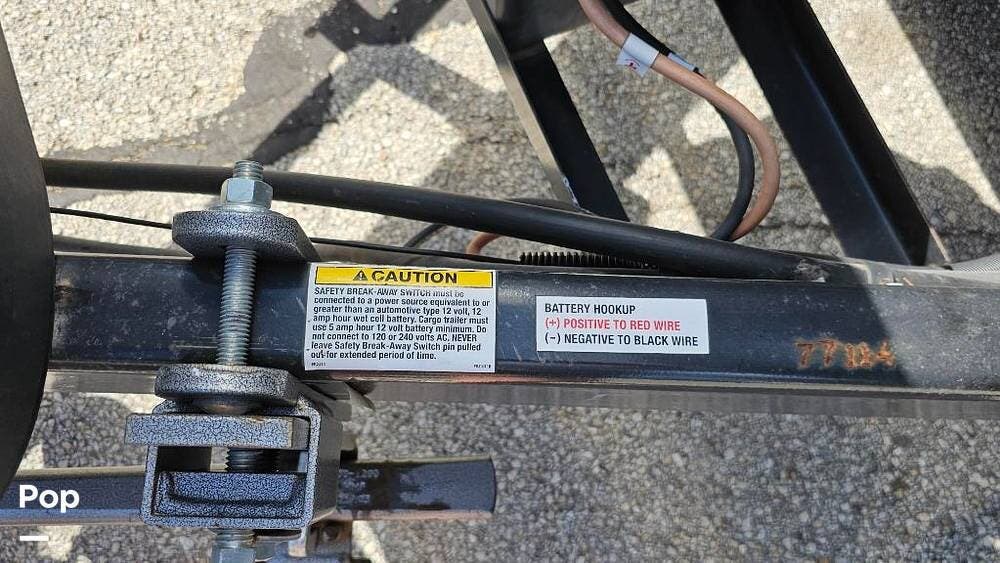 CAUTION
SAFETY BREAK-AWAY SWITCH must be
connected to a power source equivalent to or
greater than an automotive type 12 volt, 12
amp hour wet cell battery. Cargo trailer must
use 5 amp hour 12 volt battery minimum. Do
not connect to 120 or 240 volts AC. NEVER
leave Safety Break-Away Switch pin pulled
out for extended period of time.
BATTERY HOOKUP
(+) POSITIVE TO RED WIRE
(-) NEGATIVE TO BLACK WIRE
Pop